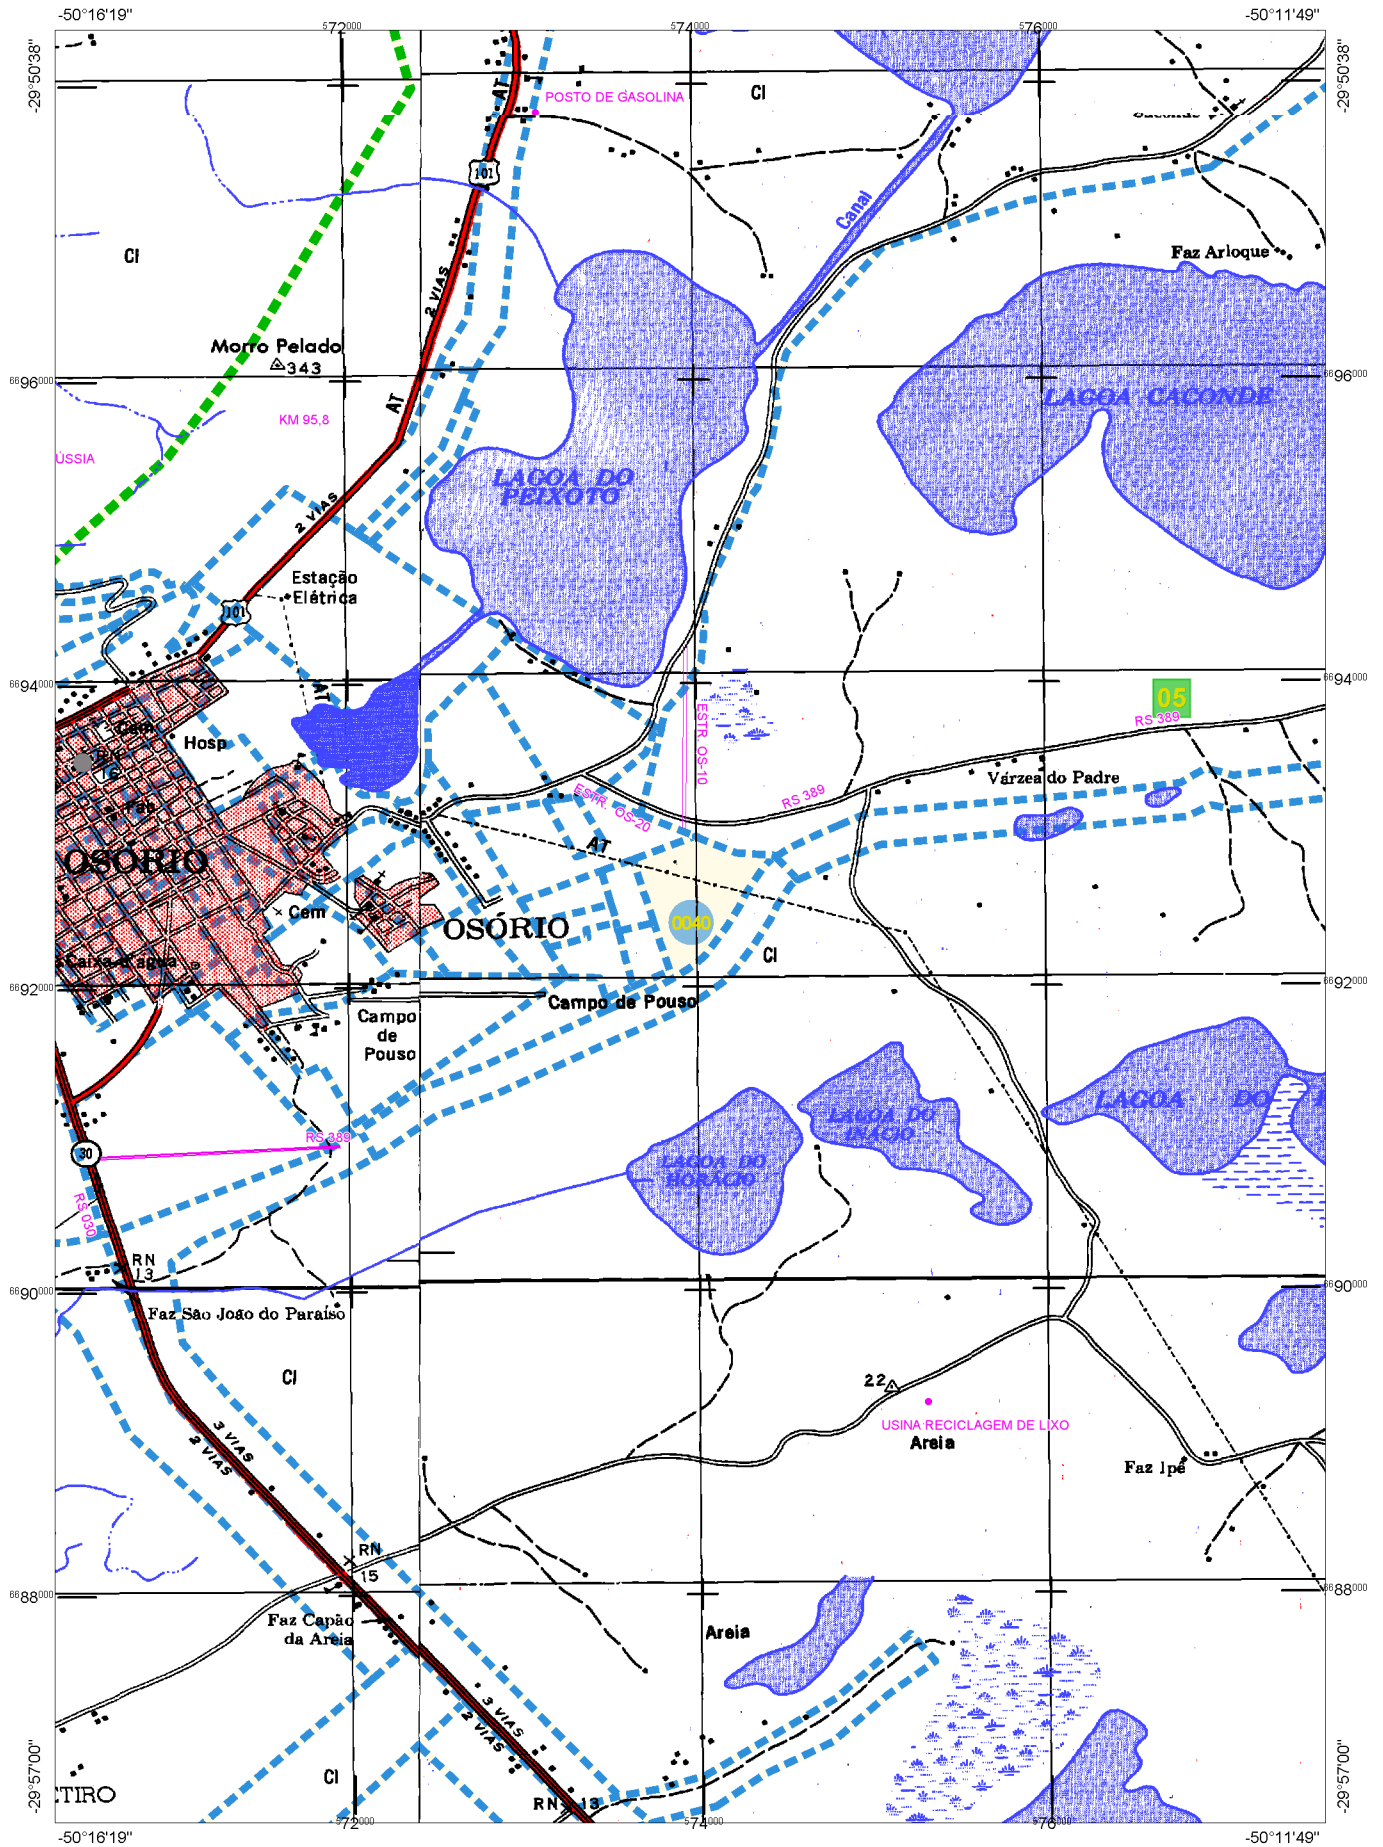 -50°16'19"
-50°11'49"
572000
574000
576000
-29°50'38"
-29°50'38"
AT
POSTO DE GASOLINA
CI
101
Canal
CI
Faz Arloque
2 VIAS
Morro Pelado
343
6696000
6696000
LAGOA CACONDE
AT
KM 95,8
ÚSSIA
LAGOA DO
PEIXOTO
2 VIAS
Estação
Elétrica
101
6694000
6694000
AT
05
RS 389
ESTR. OS-10
Cem
Hosp
16
Várzea do Padre
RS 389
ESTR. OS-20
Fab
AT
OSÓRIO
Cem
OSÓRIO
0040
CI
Caixa d'agua
6692000
6692000
Campo de Pouso
Campo
de
Pouso
LAGOA DO
LAGOA DO
INÁCIO
RS 389
30
LAGOA DO
HORÁCIO
RS 030
RN
13
6690000
6690000
Faz São João do Paraíso
CI
22
USINA RECICLAGEM DE LIXO
Areia
3 VIAS
2 VIAS
Faz Ipê
RN
15
6688000
6688000
Faz Capão
da Areia
Areia
3 VIAS
2 VIAS
CI
-29°57'00"
-29°57'00"
TIRO
RN
13
572000
574000
576000
-50°16'19"
-50°11'49"